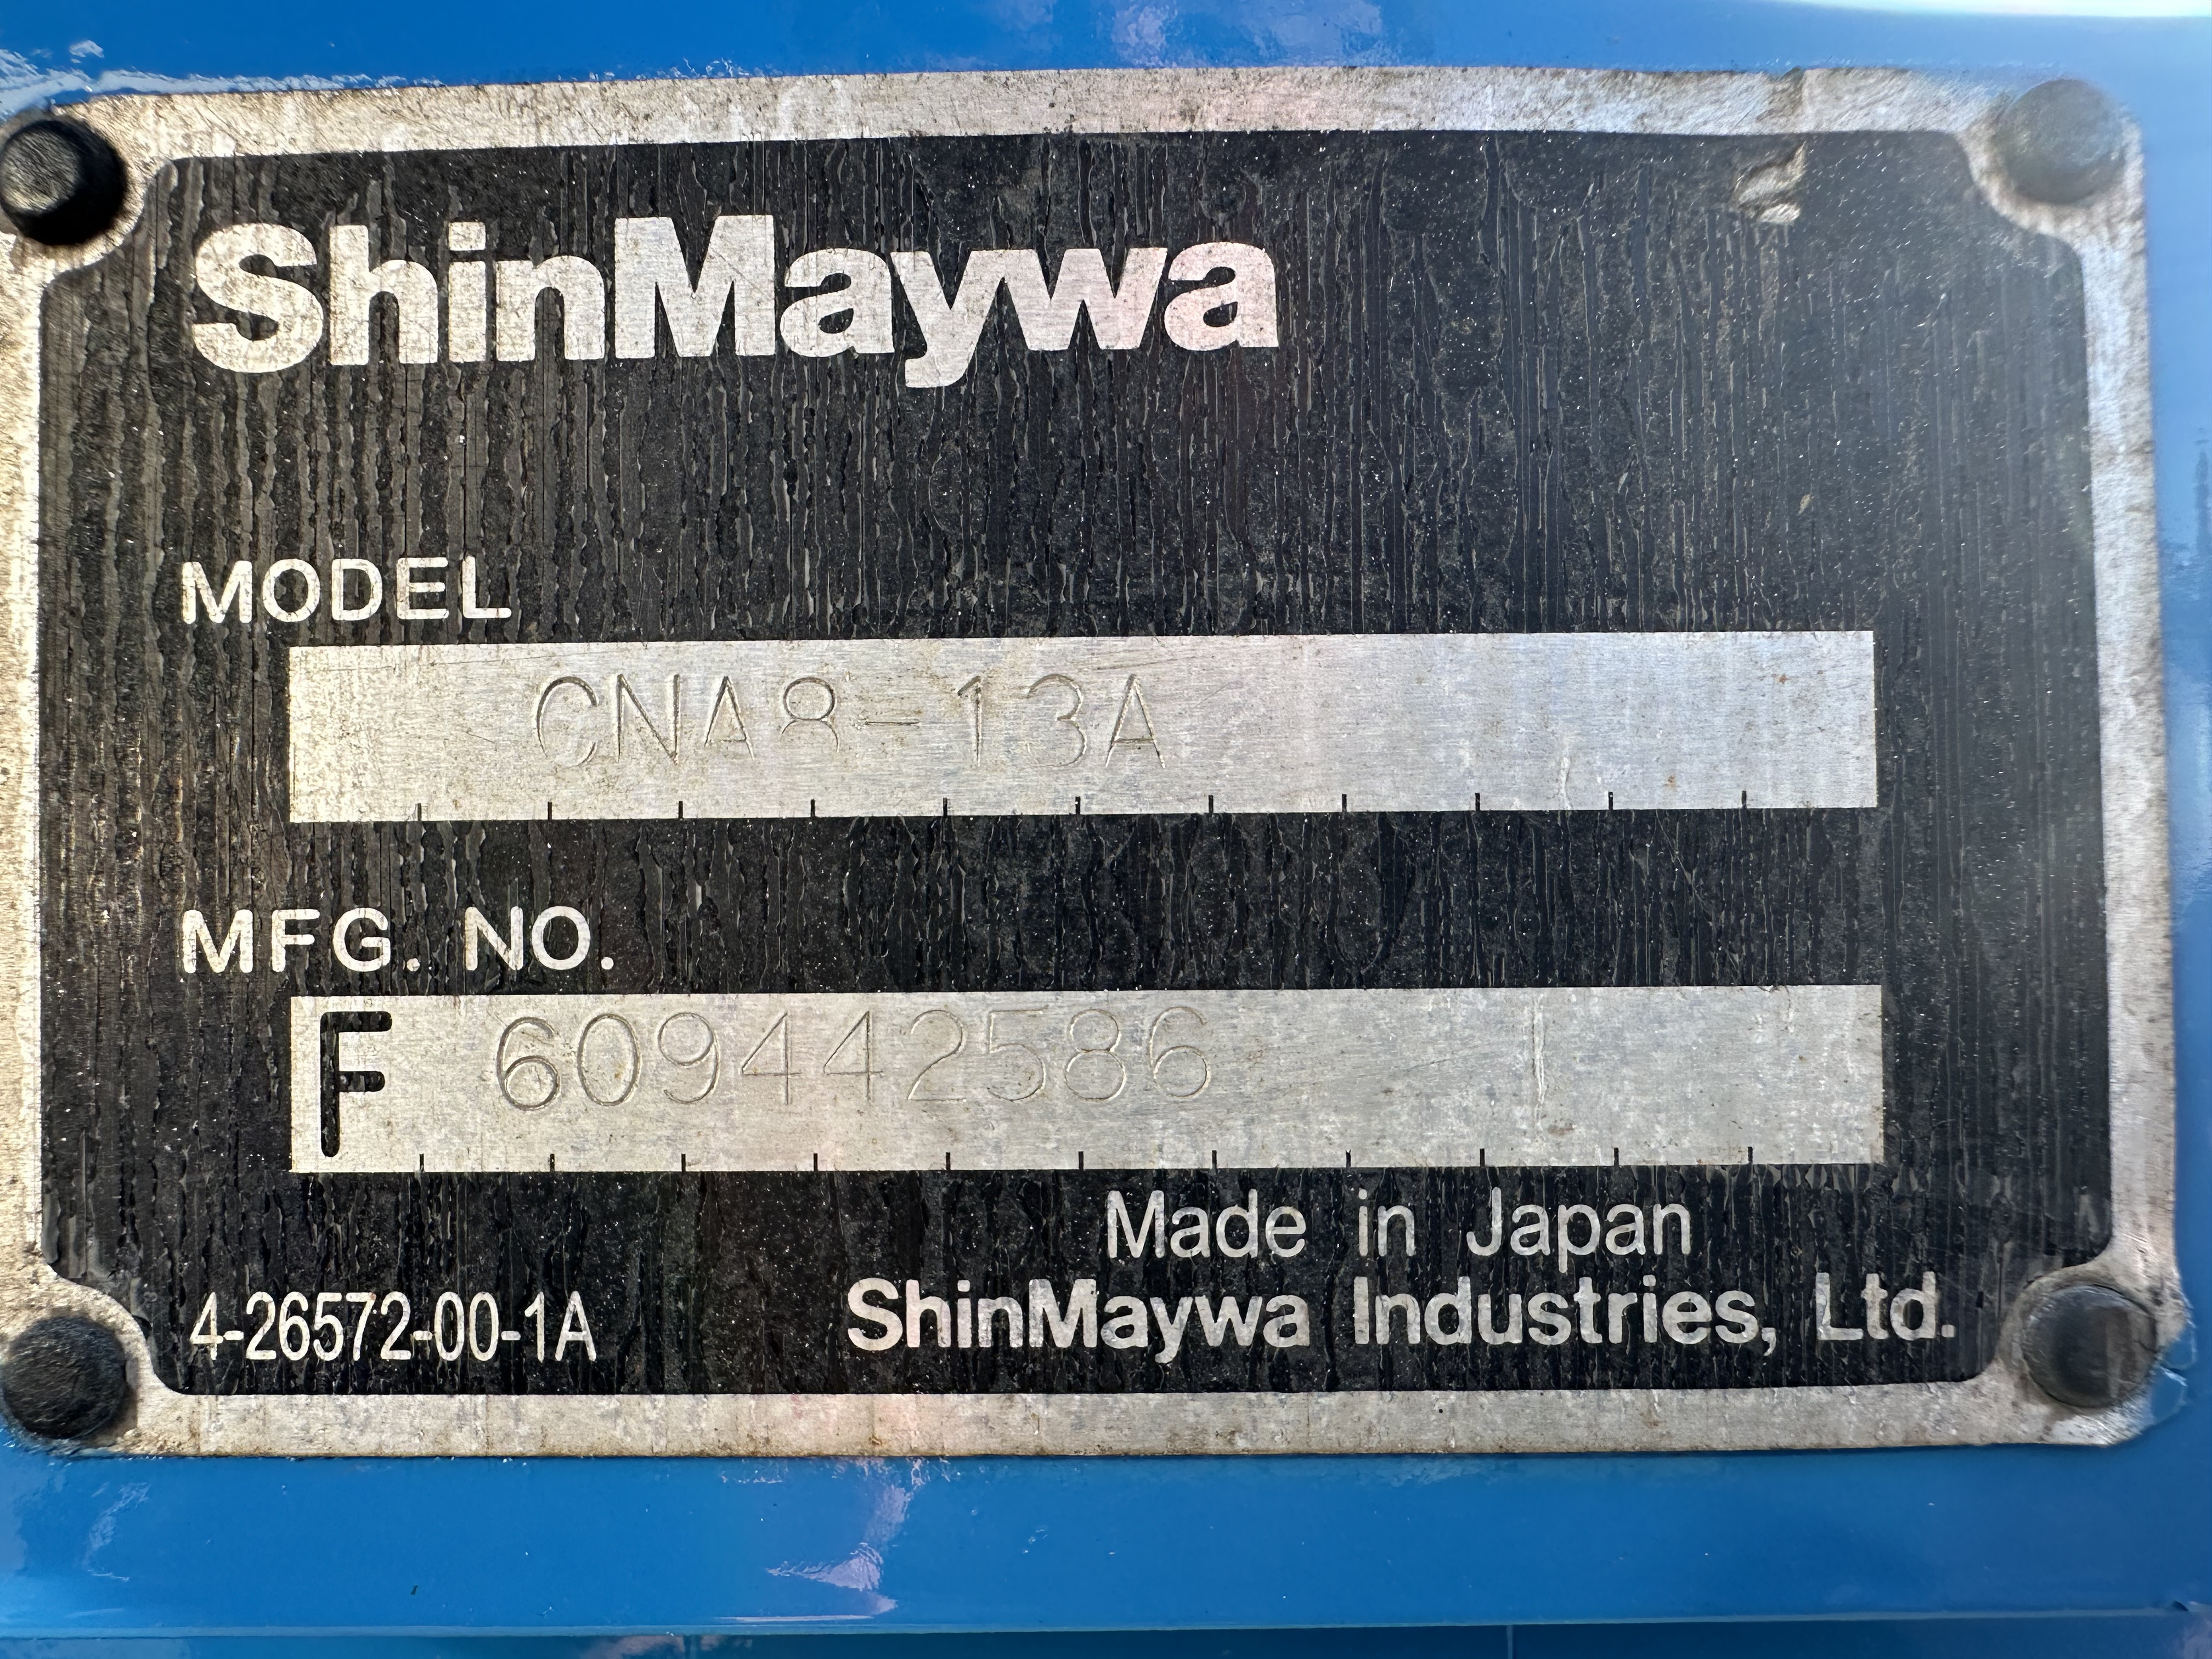 ShinMaywa
MODEL
CNA8-13A
MFG. NO.
F 609442586
Made in Japan
4-26572-00-1A ShinMaywa Industries, Ltd.